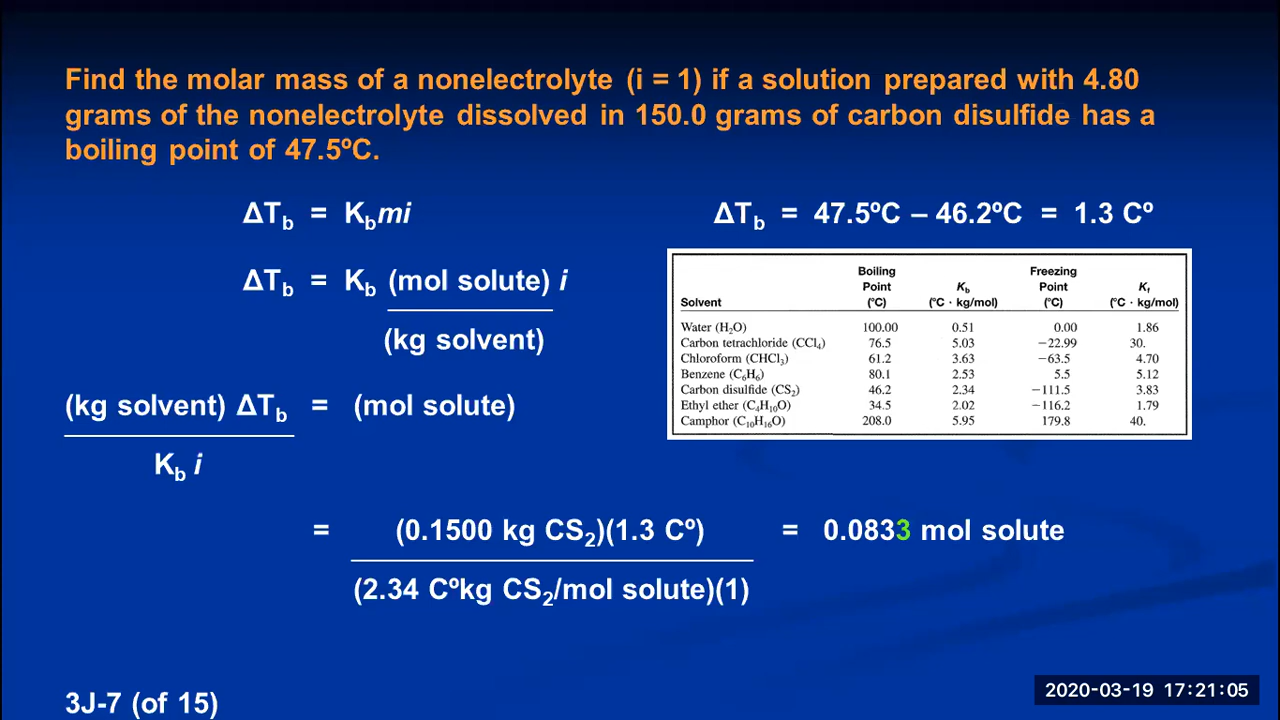 Find the molar mass of a nonelectrolyte (i = 1) if a solution prepared with 4.80
grams of the nonelectrolyte dissolved in 150.0 grams of carbon disulfide has a
boiling point of 47.5ºC.
ΔTb = Kbmi
ΔTb = 47.5ºC – 46.2ºC = 1.3 Cº
ΔTb = Kb (mol solute) i
(kg solvent)
(kg solvent) ΔTb = (mol solute)
Kb i
Boiling Freezing
Point Kb Point Kf
Solvent (°C) (°C · kg/mol) (°C) (°C · kg/mol)
Water (H2O) 100.00 0.51 0.00 1.86
Carbon tetrachloride (CCl4) 76.5 5.03 −22.99 30.
Chloroform (CHCl3) 61.2 3.63 −63.5 4.70
Benzene (C6H6) 80.1 2.53 5.5 5.12
Carbon disulfide (CS2) 46.2 2.34 −111.5 3.83
Ethyl ether (C4H10O) 34.5 2.02 −116.2 1.79
Camphor (C10H16O) 208.0 5.95 179.8 40.
= (0.1500 kg CS2)(1.3 Cº) = 0.0833 mol solute
(2.34 Cºkg CS2/mol solute)(1)
3J-7 (of 15)
2020-03-19 17:21:05